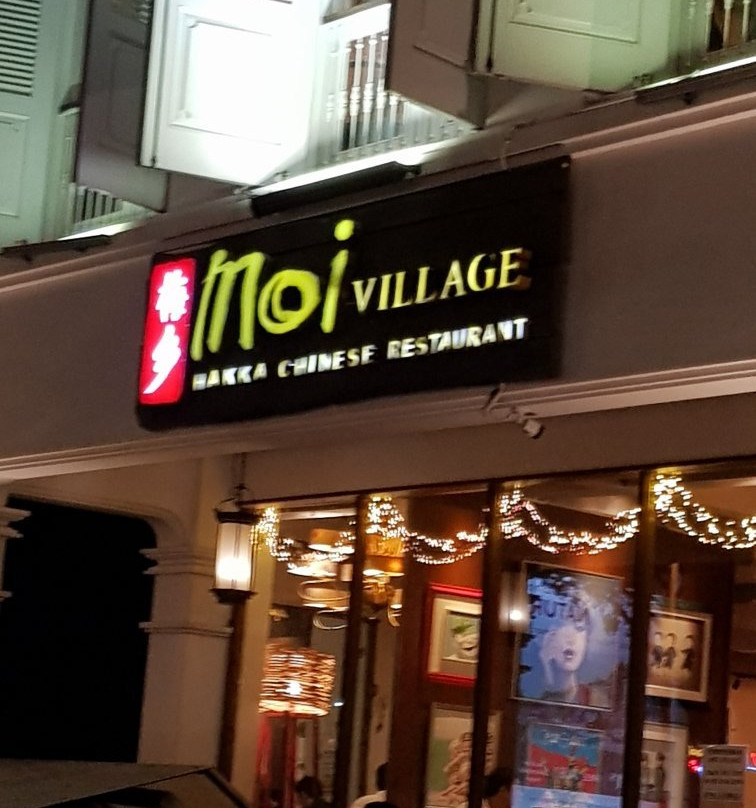 梅乡
moi VILLAGE
HAKKA CHINESE RESTAURANT